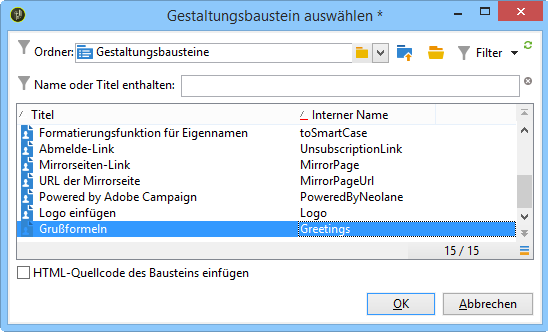 Gestaltungsbaustein auswählen *
Ordner: Gestaltungsbausteine Filter
Name oder Titel enthalten:
Titel Interner Name
Formatierungsfunktion für Eigennamen toSmartCase
Abmelde-Link UnsubscriptionLink
Mirrorseiten-Link MirrorPage
URL der Mirrorseite MirrorPageUrl
Powered by Adobe Campaign PoweredByNeolane
Logo einfügen Logo
Grußformeln Greetings
15 / 15
HTML-Quellcode des Bausteins einfügen
OK Abbrechen